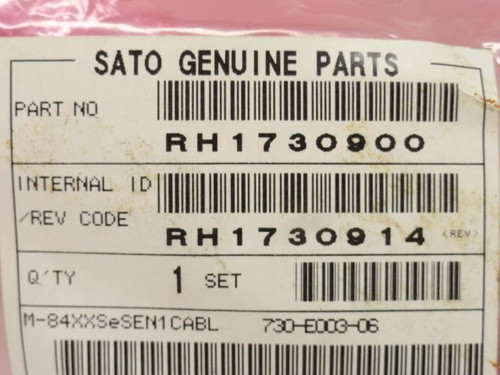 SATO GENUINE PARTS
PART NO
RH1730900
INTERNAL ID
/REV CODE
RH1730914 (REV)
Q'TY 1 SET
M-84XXSeSEN1CABL 730-E003-06